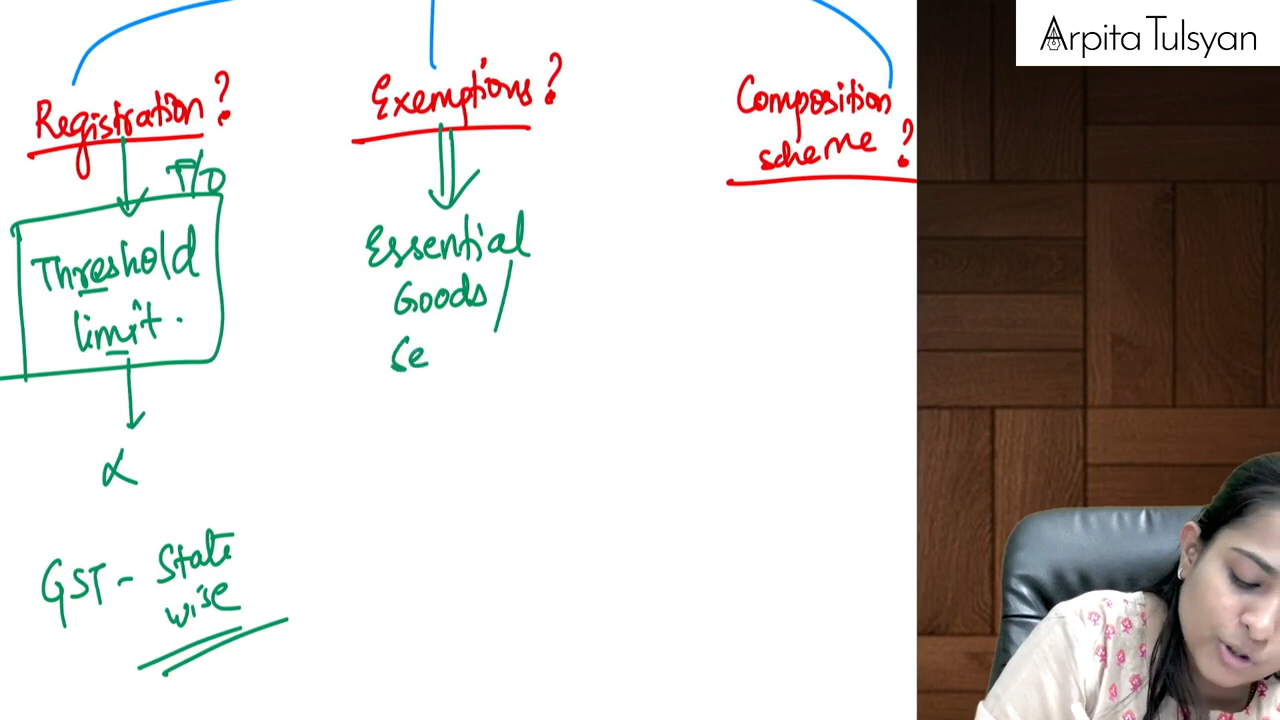 Arpita Tulsyan
Registration?
T/O
Threshold
limit.
α
GST - State
wise
Exemptions?
Essential
Goods/
Se
Composition
scheme?